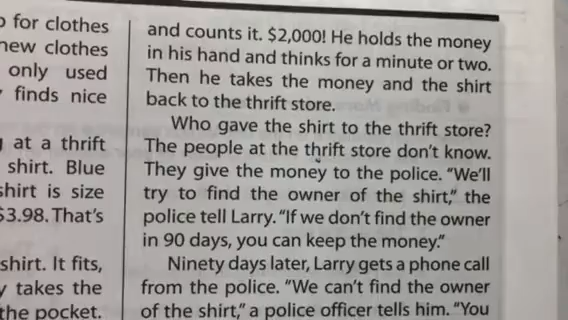 for clothes
new clothes
only used
finds nice
at a thrift
shirt. Blue
shirt is size
$3.98. That's
shirt. It fits,
takes the
the pocket.
and counts it. $2,000! He holds the money
in his hand and thinks for a minute or two.
Then he takes the money and the shirt
back to the thrift store.
Who gave the shirt to the thrift store?
The people at the thrift store don't know.
They give the money to the police. “We'll
try to find the owner of the shirt,” the
police tell Larry. “If we don't find the owner
in 90 days, you can keep the money.”
Ninety days later, Larry gets a phone call
from the police. “We can't find the owner
of the shirt,” a police officer tells him. “You